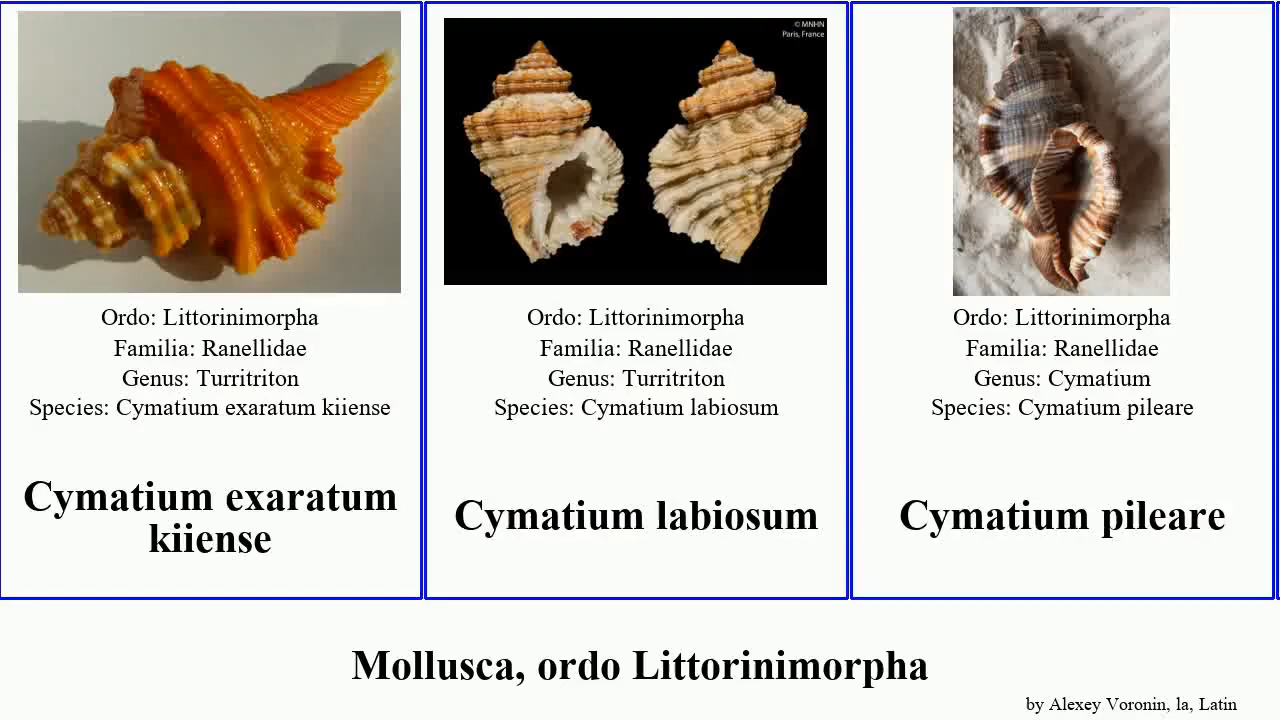 © MNHN
Paris, France
Ordo: Littorinimorpha
Familia: Ranellidae
Genus: Turritriton
Species: Cymatium exaratum kiiense
Cymatium exaratum
kiiense
Ordo: Littorinimorpha
Familia: Ranellidae
Genus: Turritriton
Species: Cymatium labiosum
Cymatium labiosum
Ordo: Littorinimorpha
Familia: Ranellidae
Genus: Cymatium
Species: Cymatium pileare
Cymatium pileare
Mollusca, ordo Littorinimorpha
by Alexey Voronin, la, Latin